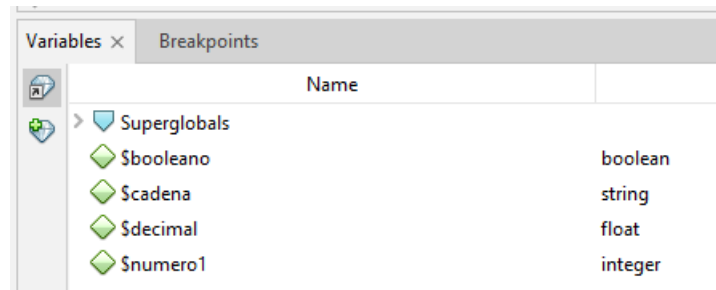 Variables × Breakpoints
Name
Superglobals
$booleano boolean
$cadena string
$decimal float
$numero1 integer